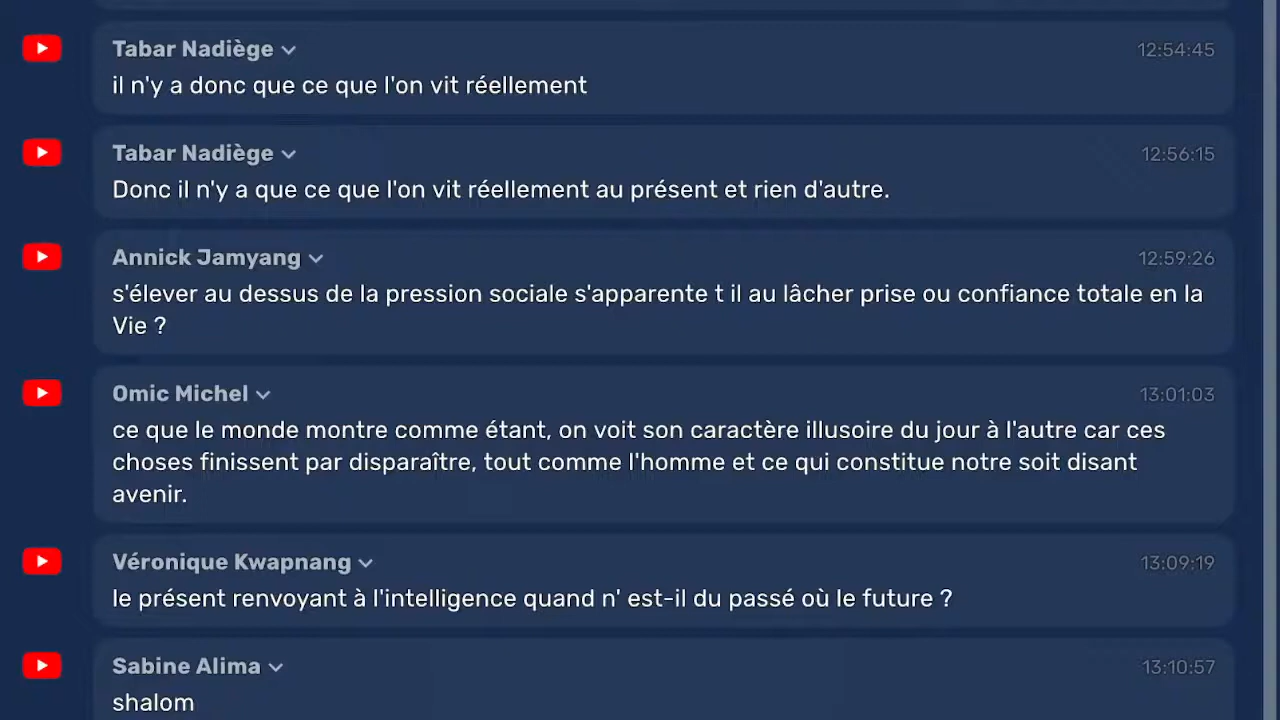 Tabar Nadiège
12:54:45
il n'y a donc que ce que l'on vit réellement
Tabar Nadiège
12:56:15
Donc il n'y a que ce que l'on vit réellement au présent et rien d'autre.
Annick Jamyang
12:59:26
s'élever au dessus de la pression sociale s'apparente t il au lâcher prise ou confiance totale en la
Vie ?
Omic Michel
13:01:03
ce que le monde montre comme étant, on voit son caractère illusoire du jour à l'autre car ces
choses finissent par disparaître, tout comme l'homme et ce qui constitue notre soit disant
avenir.
Véronique Kwapnang
13:09:19
le présent renvoyant à l'intelligence quand n' est-il du passé où le future ?
Sabine Alima
13:10:57
shalom